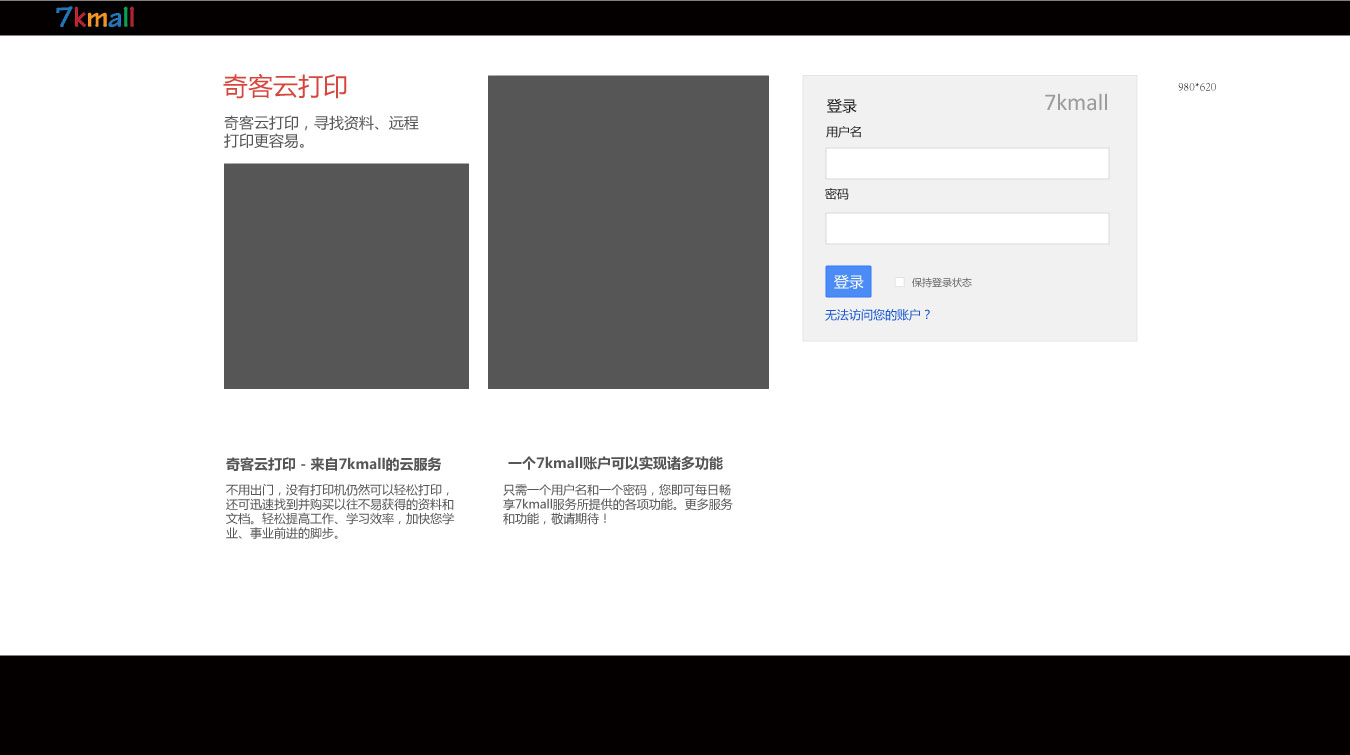 7kmall
奇客云打印
奇客云打印，寻找资料、远程
打印更容易。
登录
7kmall
用户名
密码
登录
保持登录状态
无法访问您的账户？
980*620
奇客云打印 - 来自7kmall的云服务
不用出门，没有打印机仍然可以轻松打印，
还可迅速找到并购买以往不易获得的资料和
文档。轻松提高工作、学习效率，加快您学
业、事业前进的脚步。
一个7kmall账户可以实现诸多功能
只需一个用户名和一个密码，您即可每日畅
享7kmall服务所提供的各项功能。更多服务
和功能，敬请期待！